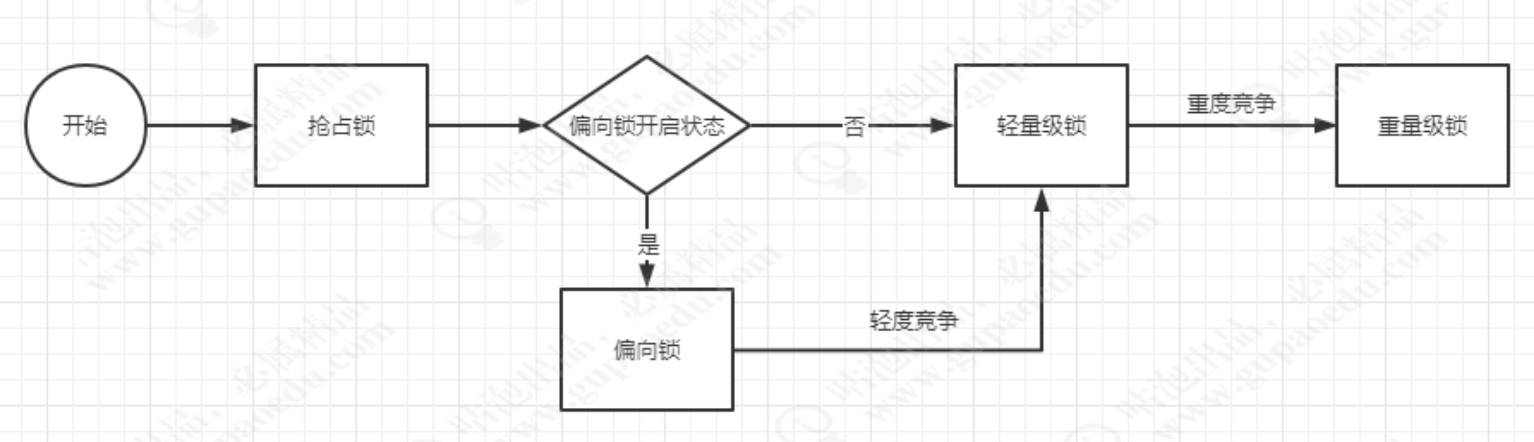 开始
抢占锁
偏向锁开启状态
否
轻量级锁
重度竞争
重量级锁
是
偏向锁
轻度竞争
咕泡出品，必属精品
www.gupaoedu.com